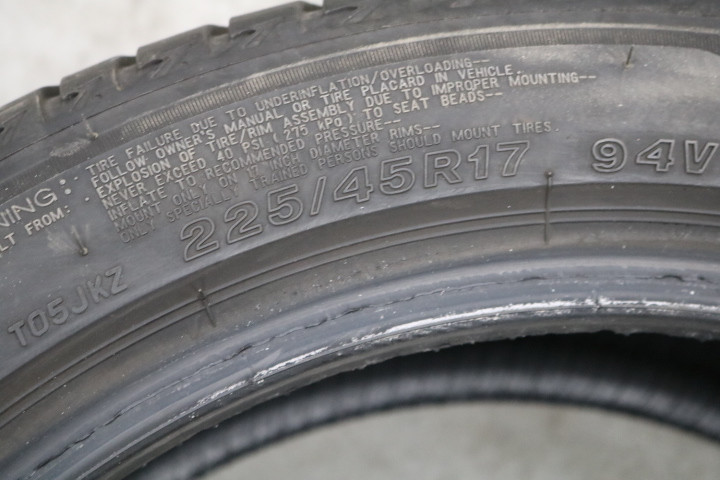 NING:
LT FROM:
TIRE FAILURE DUE TO UNDERINFLATION/OVERLOADING--
FOLLOW OWNER'S MANUAL OR TIRE PLACARD IN VEHICLE.
EXPLOSION OF TIRE/RIM ASSEMBLY DUE TO IMPROPER MOUNTING--
NEVER EXCEED 40 PSI (275 kPa) TO SEAT BEADS--
INFLATE TO RECOMMENDED PRESSURE--
MOUNT ONLY ON 17 INCH DIAMETER RIMS--
ONLY SPECIALLY TRAINED PERSONS SHOULD MOUNT TIRES.
225/45R17 94V
T05JKZ